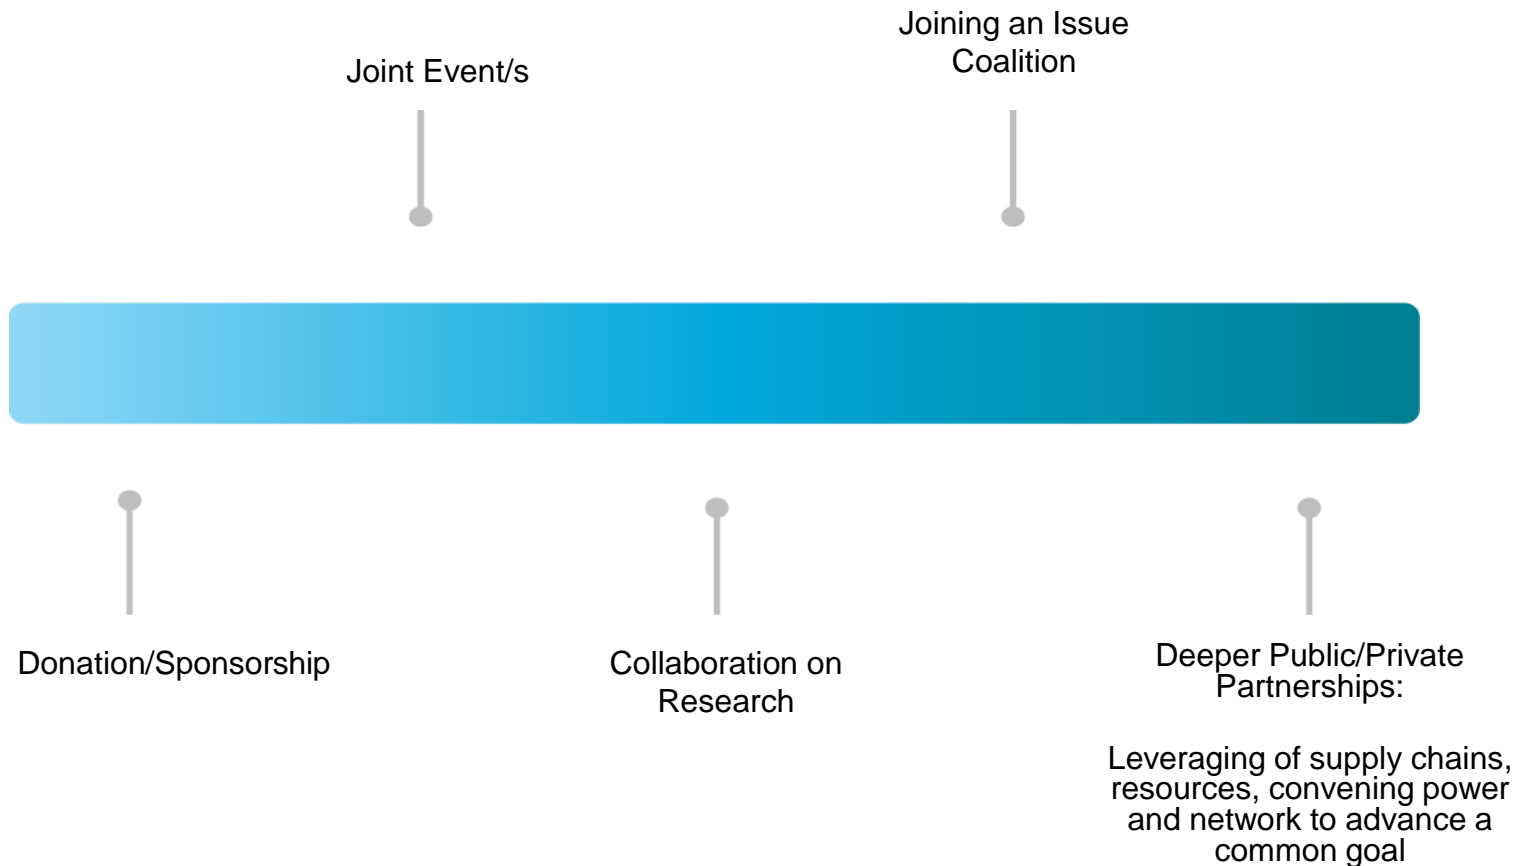 Joining an Issue
Coalition
Joint Event/s
Donation/Sponsorship
Collaboration on
Research
Deeper Public/Private
Partnerships:
Leveraging of supply chains,
resources, convening power
and network to advance a
common goal